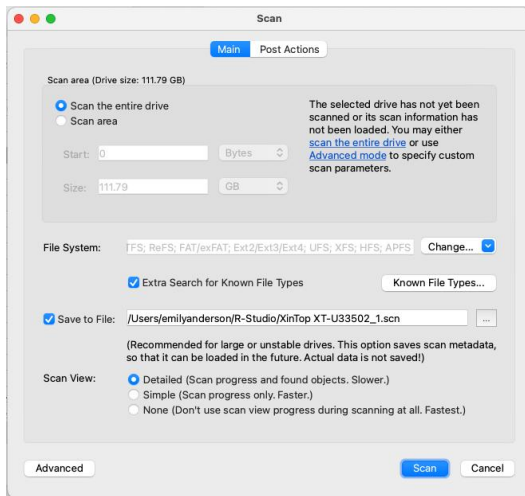 Scan
Main Post Actions
Scan area (Drive size: 111.79 GB)
Scan the entire drive
Scan area
Start: 0 Bytes
Size: 111.79 GB
The selected drive has not yet been
scanned or its scan information has
not been loaded. You may either
scan the entire drive or use
Advanced mode to specify custom
scan parameters.
File System: TFS; ReFS; FAT/exFAT; Ext2/Ext3/Ext4; UFS, XFS; HFS; APFS Change...
Extra Search for Known File Types Known File Types...
Save to File: /Users/emilyanderson/R-Studio/XinTop XT-U33502_1.scn ...
(Recommended for large or unstable drives. This option saves scan metadata,
so that it can be loaded in the future. Actual data is not saved!)
Scan View: Detailed (Scan progress and found objects. Slower.)
Simple (Scan progress only. Faster.)
None (Don't use scan view progress during scanning at all. Fastest.)
Advanced Scan Cancel